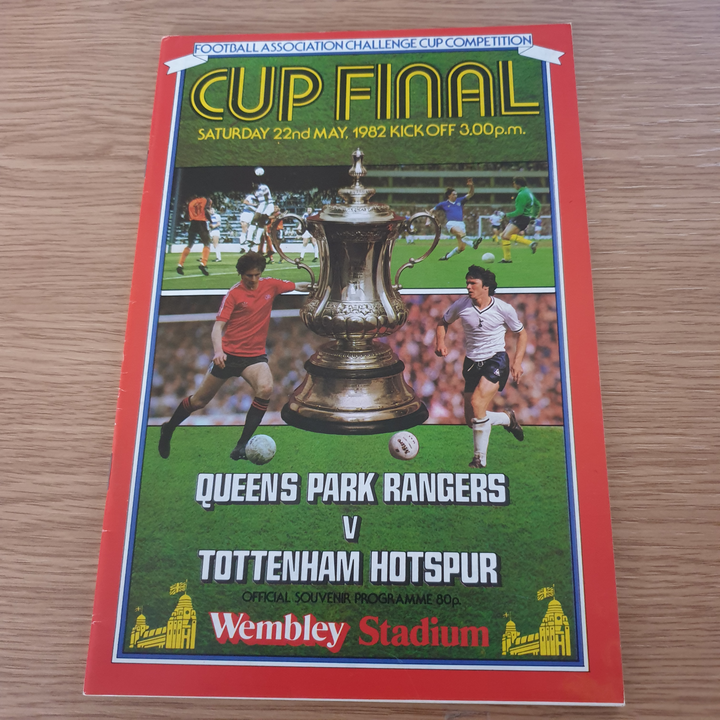 FOOTBALL ASSOCIATION CHALLENGE CUP COMPETITION
CUP FINAL
SATURDAY 22nd MAY, 1982 KICK OFF 3.00p.m.
Mitre
QUEENS PARK RANGERS
V
TOTTENHAM HOTSPUR
OFFICIAL SOUVENIR PROGRAMME 80p.
Wembley Stadium